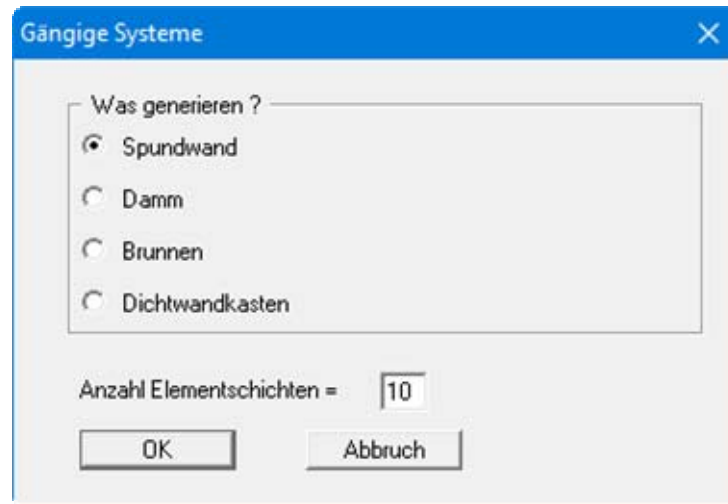 Gängige Systeme
Was generieren ?
Spundwand
Damm
Brunnen
Dichtwandkasten
Anzahl Elementschichten = 10
OK Abbruch